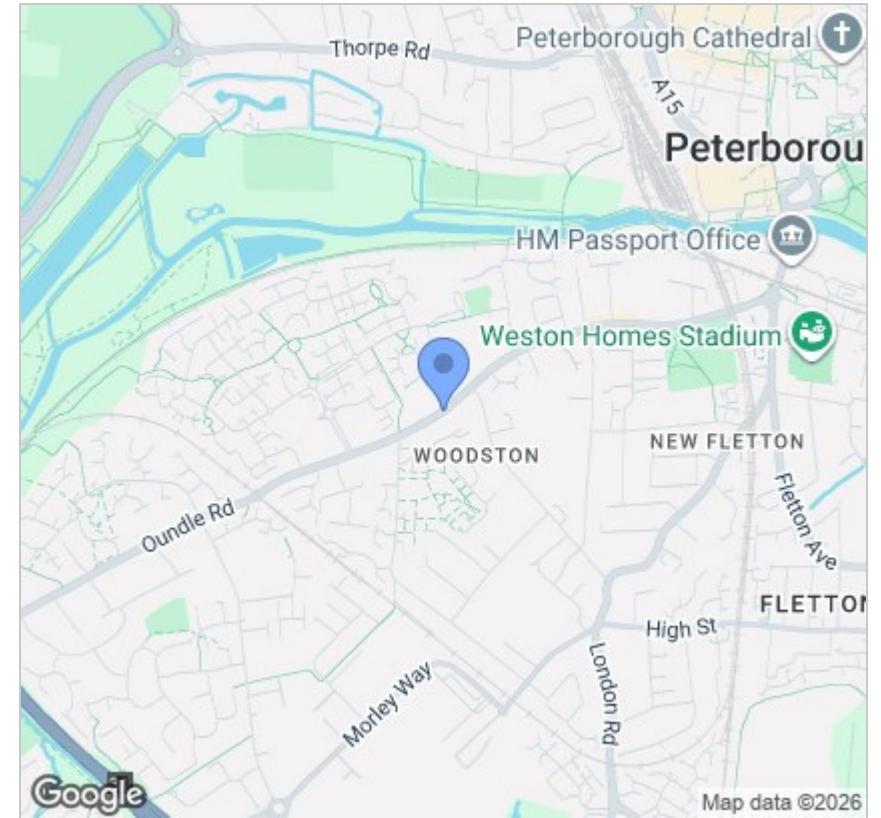 Thorpe Rd
Peterborough Cathedral
A15
Peterborou
HM Passport Office
Weston Homes Stadium
WOODSTON
NEW FLETTON
Oundle Rd
Fletton Ave
FLETTON
High St
London Rd
Morley Way
Google
Map data ©2026